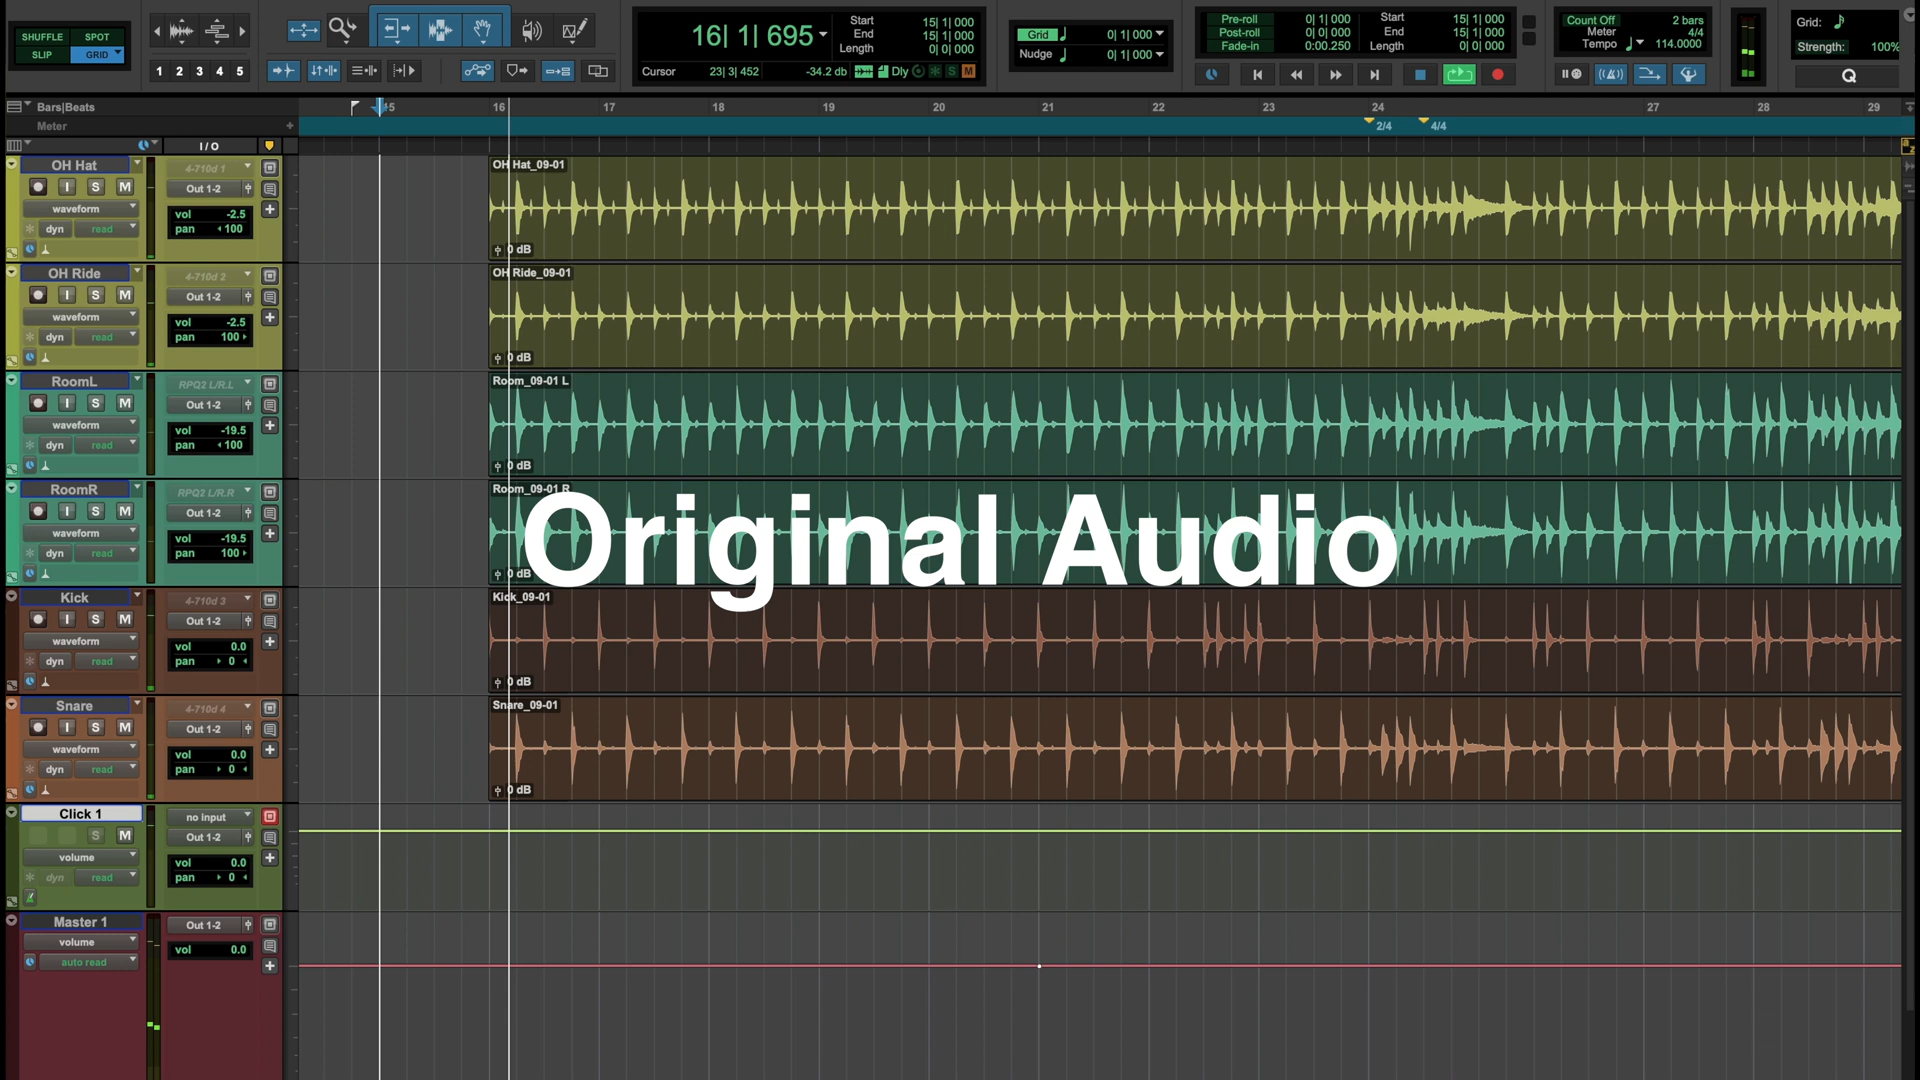 SHUFFLE SPOT
SLIP GRID
1 2 3 4 5
16| 1| 695
Start 15| 1| 000
End 15| 1| 000
Length 0| 0| 000
Cursor 23| 3| 452 -34.2 db Dly S M
Grid 0| 1| 000
Nudge 0| 1| 000
Pre-roll 0| 1| 000
Post-roll 0| 0| 000
Fade-in 0:00.250
Start 15| 1| 000
End 15| 1| 000
Length 0| 0| 000
Count Off 2 bars
Meter 4/4
Tempo 114.0000
Grid:
Strength: 100%
Q
Bars|Beats 15 16 17 18 19 20 21 22 23 24 27 28 29
Meter + 2/4 4/4
I / O
OH Hat
I S M
waveform
dyn read
4-710d 1
Out 1-2
vol -2.5
pan 100
OH Hat_09-01
0 dB
OH Ride
I S M
waveform
dyn read
4-710d 2
Out 1-2
vol -2.5
pan 100
OH Ride_09-01
0 dB
RoomL
I S M
waveform
dyn read
RPQ2 L/R.L
Out 1-2
vol -19.5
pan 100
Room_09-01 L
0 dB
RoomR
I S M
waveform
dyn read
RPQ2 L/R.R
Out 1-2
vol -19.5
pan 100
Room_09-01 R
0 dB
Original Audio
Kick
I S M
waveform
dyn read
4-710d 3
Out 1-2
vol 0.0
pan 0
Kick_09-01
0 dB
Snare
I S M
waveform
dyn read
4-710d 4
Out 1-2
vol 0.0
pan 0
Snare_09-01
0 dB
Click 1
S M
volume
dyn read
no input
Out 1-2
vol 0.0
pan 0
Master 1
volume
auto read
Out 1-2
vol 0.0